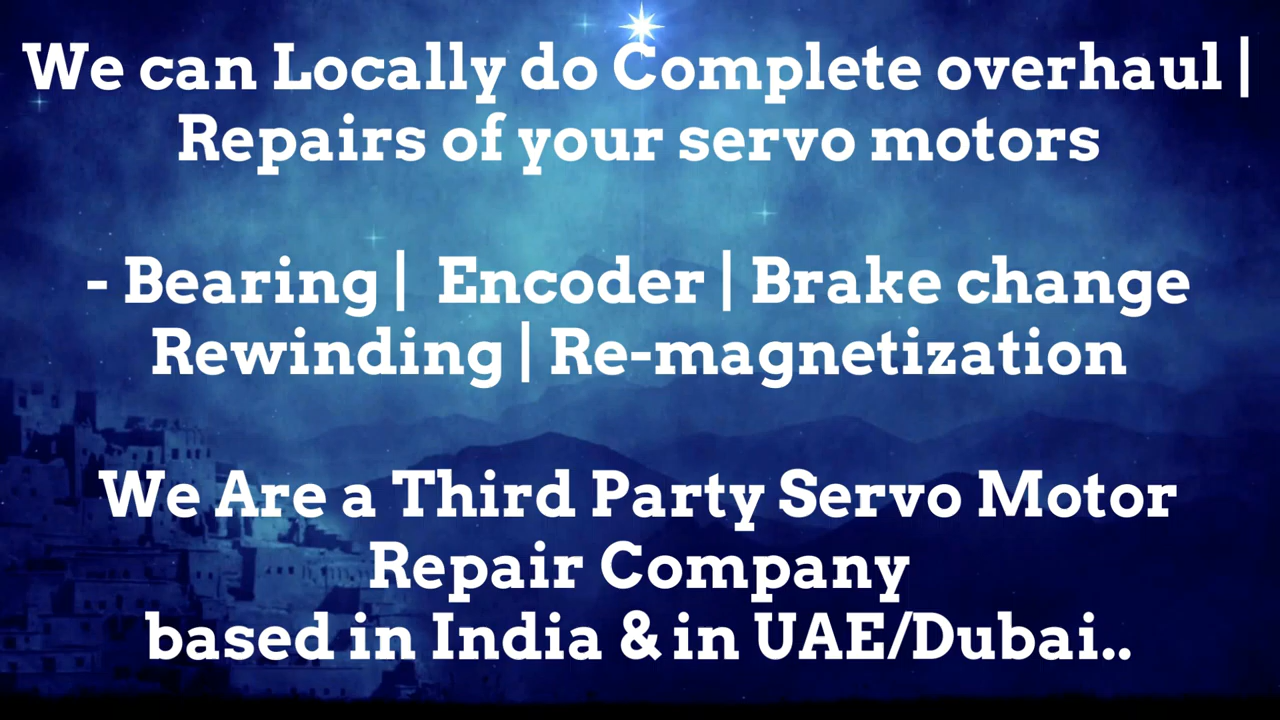 We can Locally do Complete overhaul |
Repairs of your servo motors
- Bearing | Encoder | Brake change
Rewinding | Re-magnetization
We Are a Third Party Servo Motor
Repair Company
based in India & in UAE/Dubai..